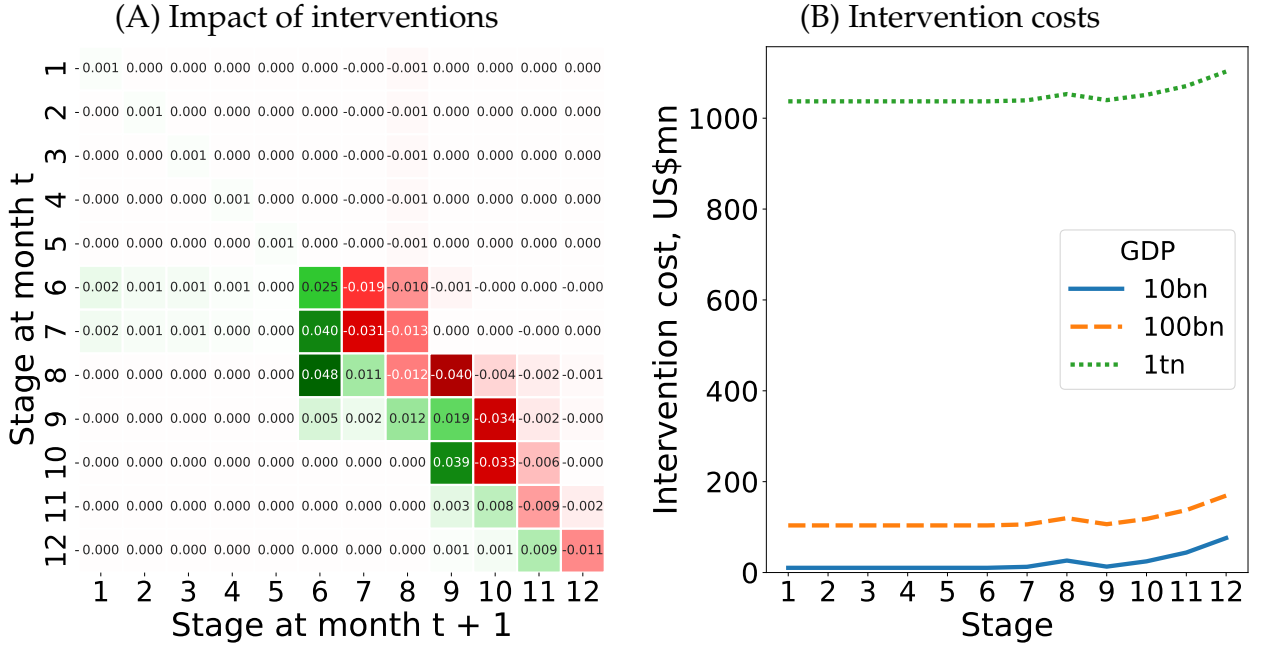 (A) Impact of interventions
Stage at month t
1 0.001 0.000 0.000 0.000 0.000 0.000 -0.000 -0.001 0.000 0.000 0.000 0.000
2 0.000 0.001 0.000 0.000 0.000 0.000 -0.000 -0.001 0.000 0.000 0.000 0.000
3 0.000 0.000 0.001 0.000 0.000 0.000 -0.000 -0.001 0.000 0.000 0.000 0.000
4 0.000 0.000 0.000 0.001 0.000 0.000 -0.000 -0.001 0.000 0.000 0.000 0.000
5 0.000 0.000 0.000 0.000 0.001 0.000 -0.000 -0.001 0.000 0.000 0.000 0.000
6 0.002 0.001 0.001 0.001 0.000 0.025 -0.019 -0.010 -0.001 -0.000 0.000 -0.000
7 0.002 0.001 0.001 0.000 0.000 0.040 -0.031 -0.013 0.000 0.000 -0.000 0.000
8 0.000 0.000 0.000 0.000 0.000 0.048 0.011 -0.012 -0.040 -0.004 -0.002 -0.001
9 0.000 0.000 0.000 0.000 0.000 0.005 0.002 0.012 0.019 -0.034 -0.002 -0.000
10 0.000 0.000 0.000 0.000 0.000 0.000 0.000 0.000 0.039 -0.033 -0.006 -0.000
11 0.000 0.000 0.000 0.000 0.000 0.000 0.000 0.000 0.003 0.008 -0.009 -0.002
12 0.000 0.000 0.000 0.000 0.000 0.000 0.000 0.000 0.001 0.001 0.009 -0.011
1 2 3 4 5 6 7 8 9 10 11 12
Stage at month t + 1
(B) Intervention costs
Intervention cost, US$mn
1000
800
600
400
200
0
GDP
10bn
100bn
1tn
1 2 3 4 5 6 7 8 9 10 11 12
Stage